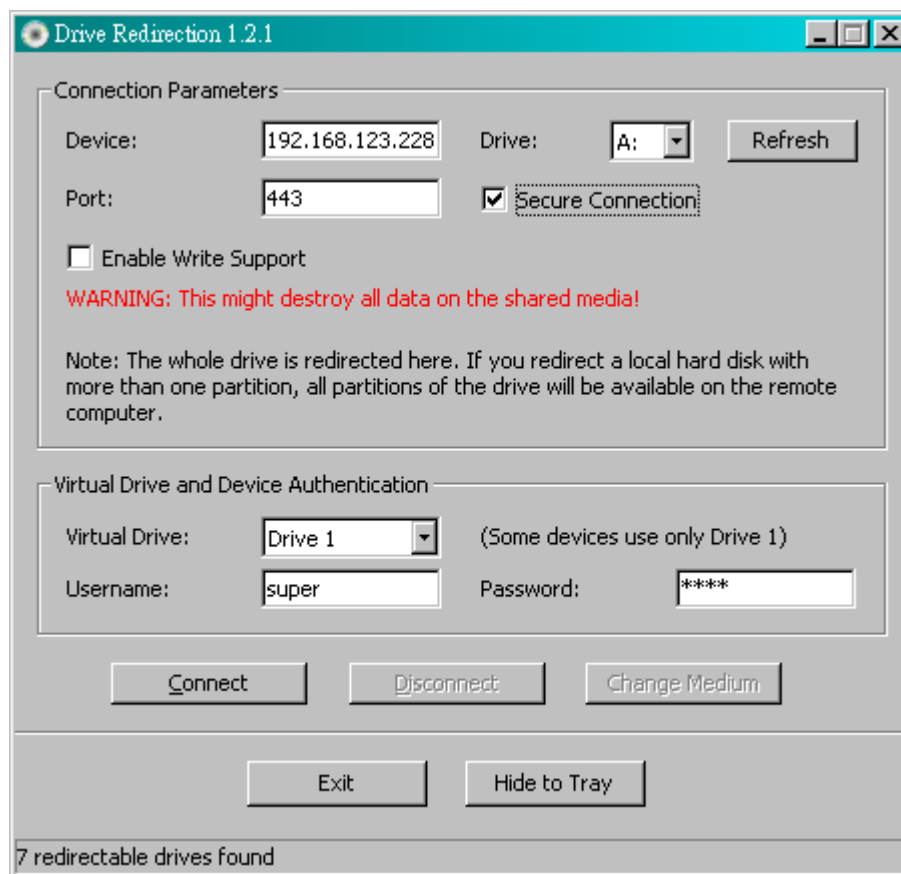 Drive Redirection 1.2.1
Connection Parameters
Device: 192.168.123.228 Drive: A: Refresh
Port: 443 Secure Connection
Enable Write Support
WARNING: This might destroy all data on the shared media!
Note: The whole drive is redirected here. If you redirect a local hard disk with
more than one partition, all partitions of the drive will be available on the remote
computer.
Virtual Drive and Device Authentication
Virtual Drive: Drive 1 (Some devices use only Drive 1)
Username: super Password: ****
Connect Disconnect Change Medium
Exit Hide to Tray
7 redirectable drives found